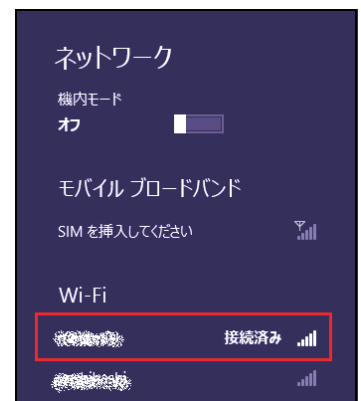 ネットワーク
機内モード
オフ
モバイル ブロードバンド
SIM を挿入してください
Wi-Fi
接続済み